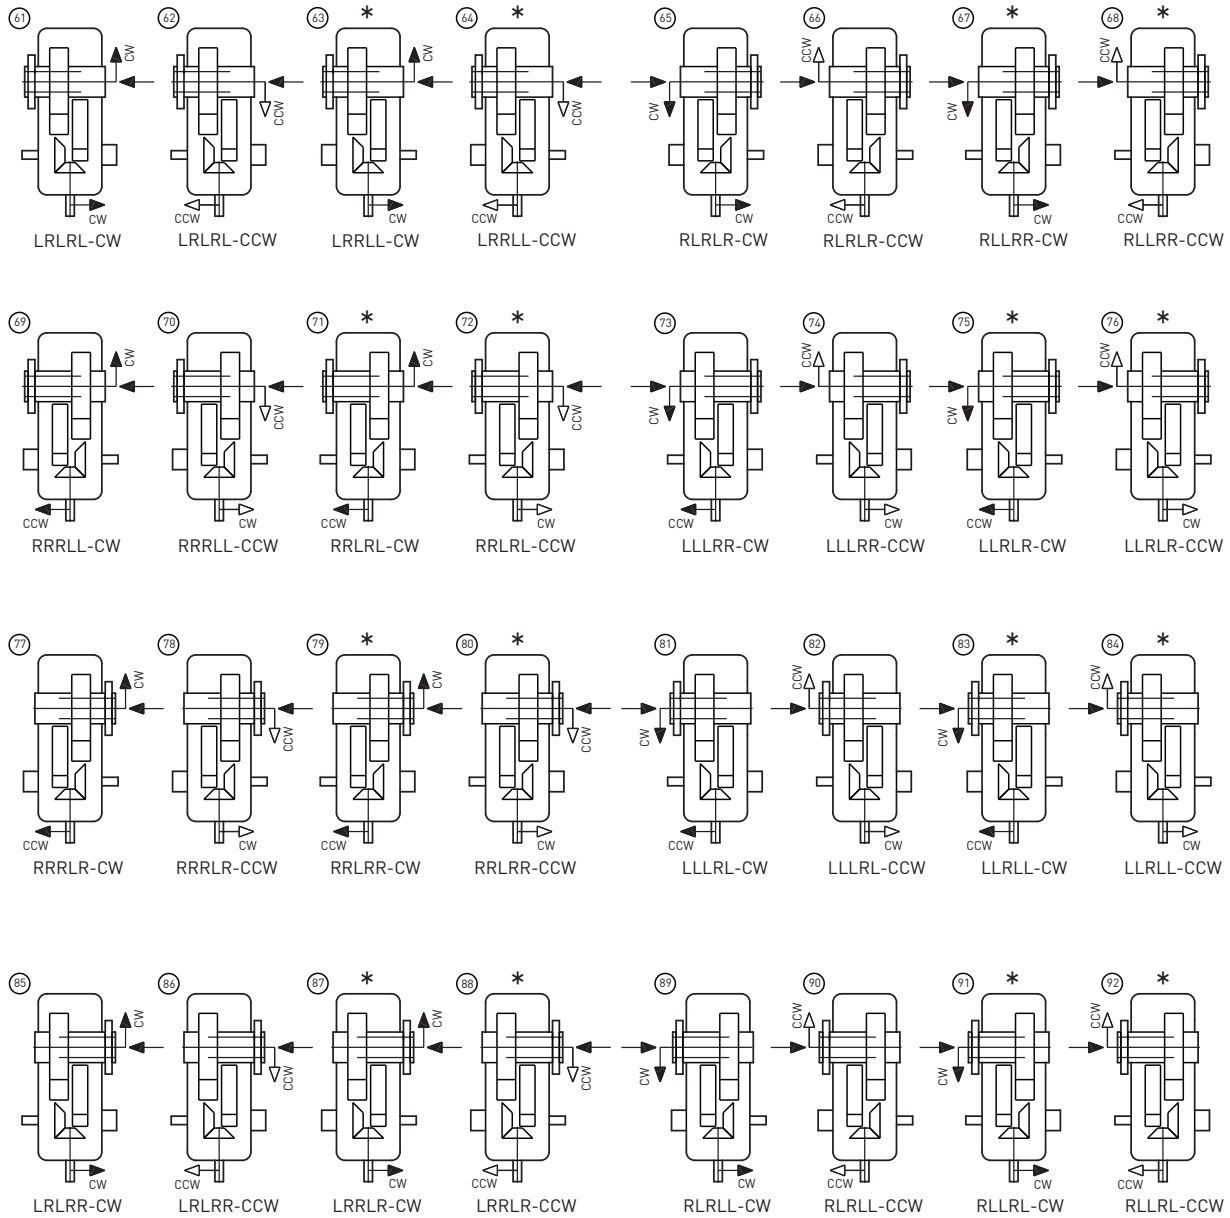 61 62 63 * 64 * 65 66 67 * 68 *
CW CCW CW CCW CW CCW CW CCW
CW CCW CW CCW CW CCW CW CCW
LRLRL-CW LRLRL-CCW LRRLL-CW LRRLL-CCW RLRLR-CW RLRLR-CCW RLLRR-CW RLLRR-CCW
69 70 71 * 72 * 73 74 75 * 76 *
CW CCW CW CCW CW CCW CW CCW
CCW CW CCW CW CCW CW CCW CW
RRRLL-CW RRRLL-CCW RRLRL-CW RRLRL-CCW LLLRR-CW LLLRR-CCW LLRLR-CW LLRLR-CCW
77 78 79 * 80 * 81 82 83 * 84 *
CW CCW CW CCW CW CCW CW CCW
CCW CW CCW CW CCW CW CCW CW
RRRLR-CW RRRLR-CCW RRLRR-CW RRLRR-CCW LLLRL-CW LLLRL-CCW LLRLL-CW LLRLL-CCW
85 86 87 * 88 * 89 90 91 * 92 *
CW CCW CW CCW CW CCW CW CCW
CW CCW CW CCW CW CCW CW CCW
LRLRR-CW LRLRR-CCW LRRLR-CW LRRLR-CCW RLRLL-CW RLRLL-CCW RLLRL-CW RLLRL-CCW